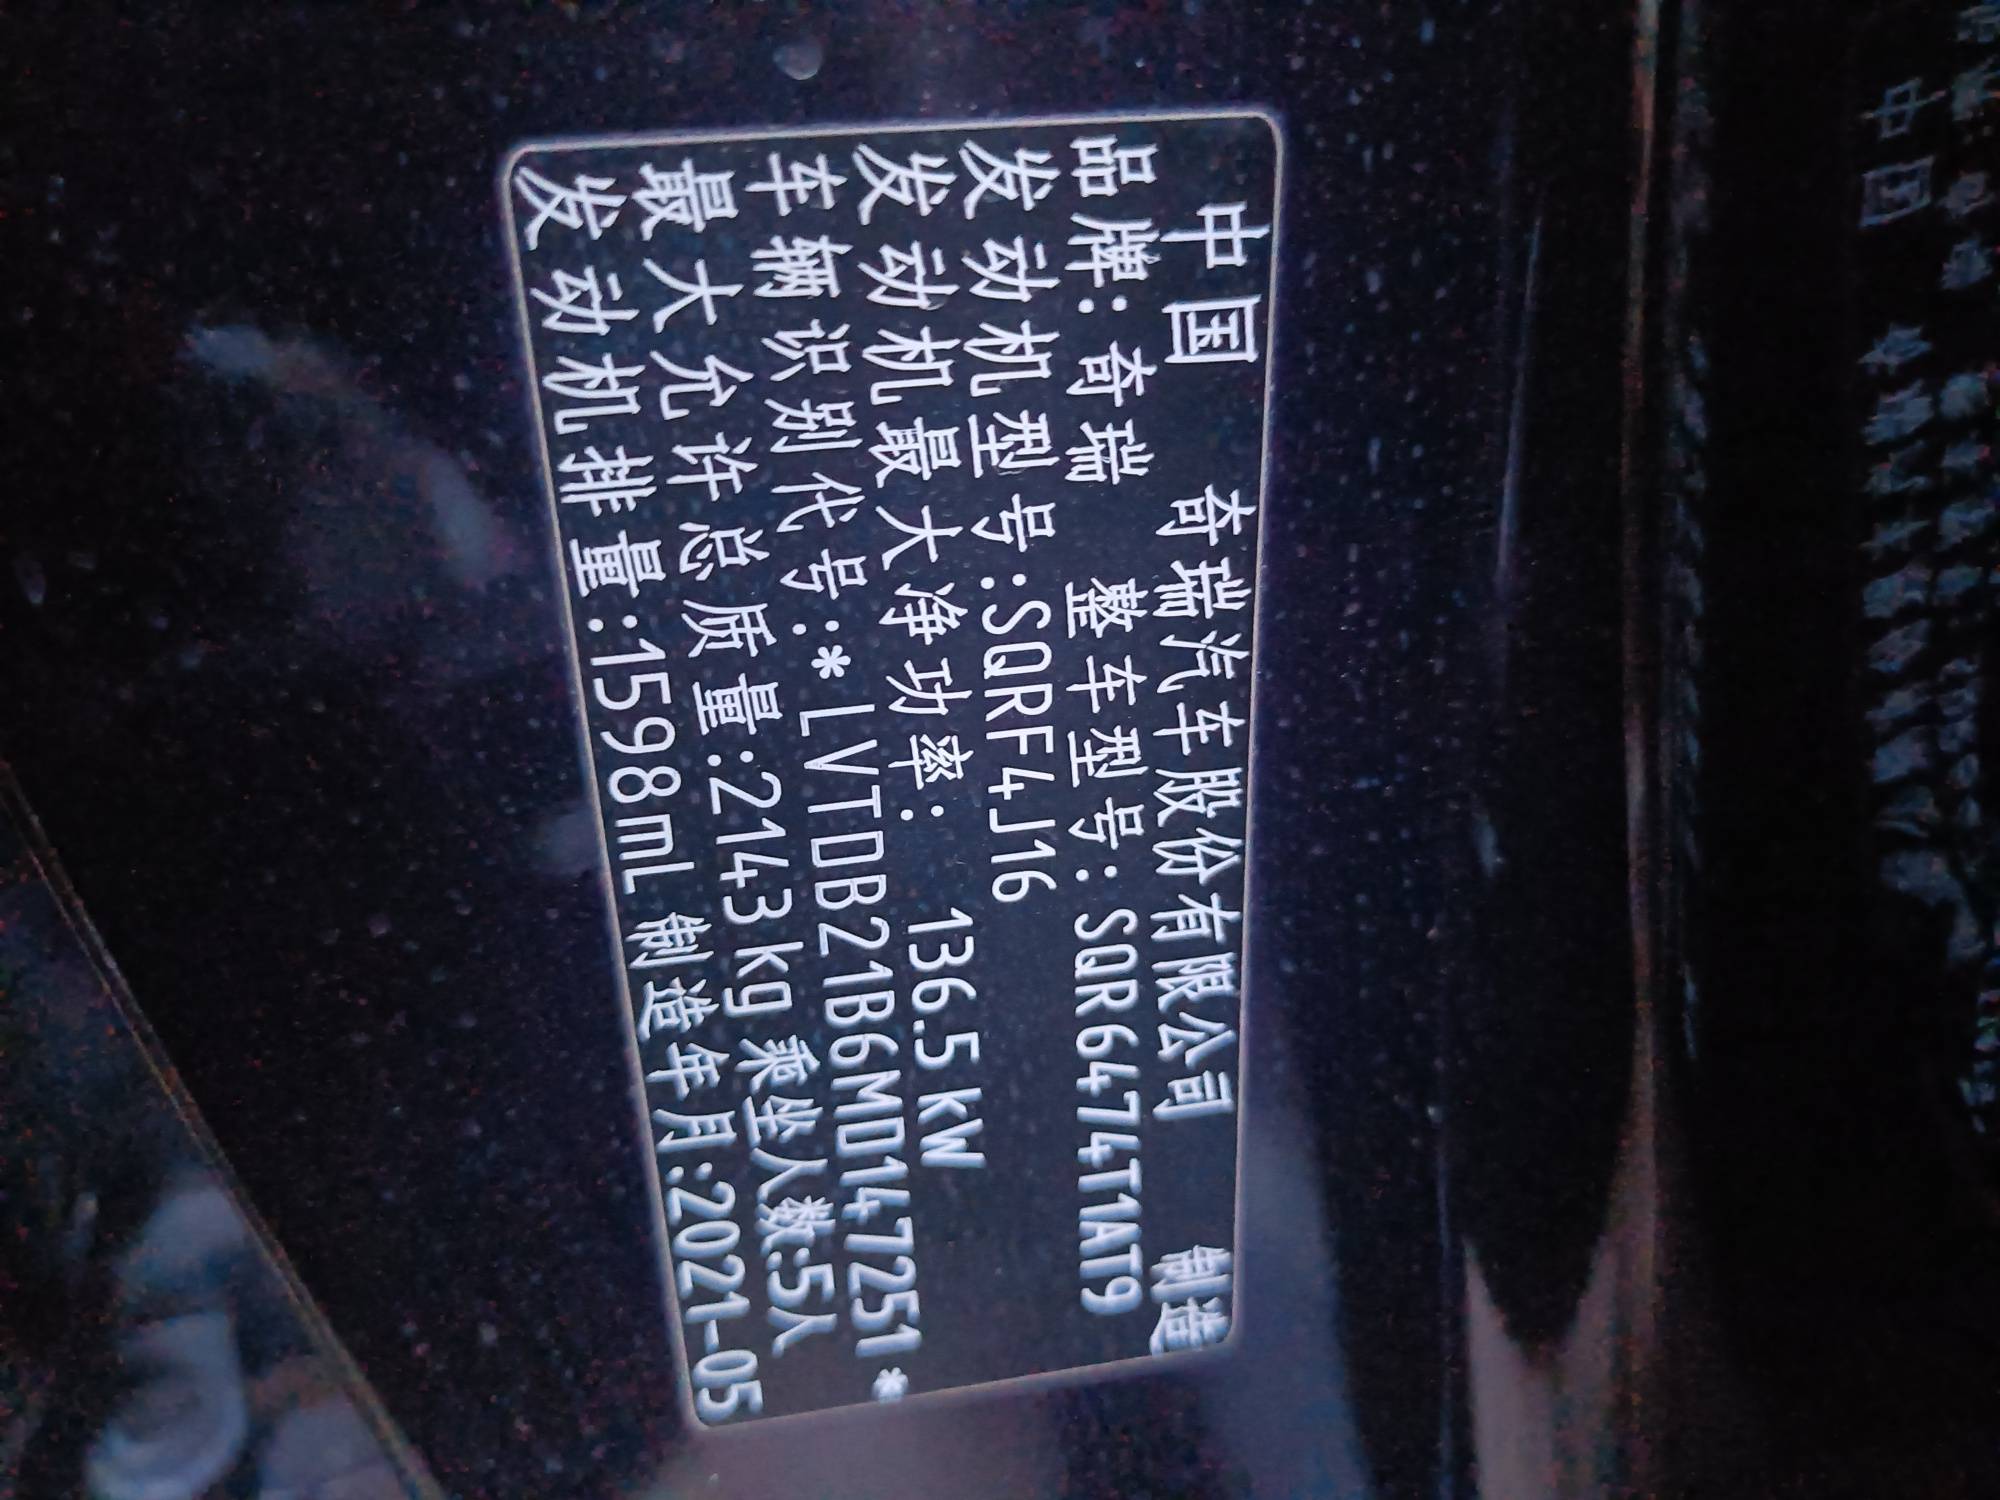 中国 奇瑞汽车股份有限公司 制造
品牌:奇瑞 整车型号:SQR6474T1AT9
发动机型号:SQRF4J16
发动机最大净功率: 136.5 kW
车辆识别代号:*LVTDB21B6MD147251*
最大允许总质量:2143kg 乘坐人数:5人
发动机排量:1598mL 制造年月:2021-05
中国